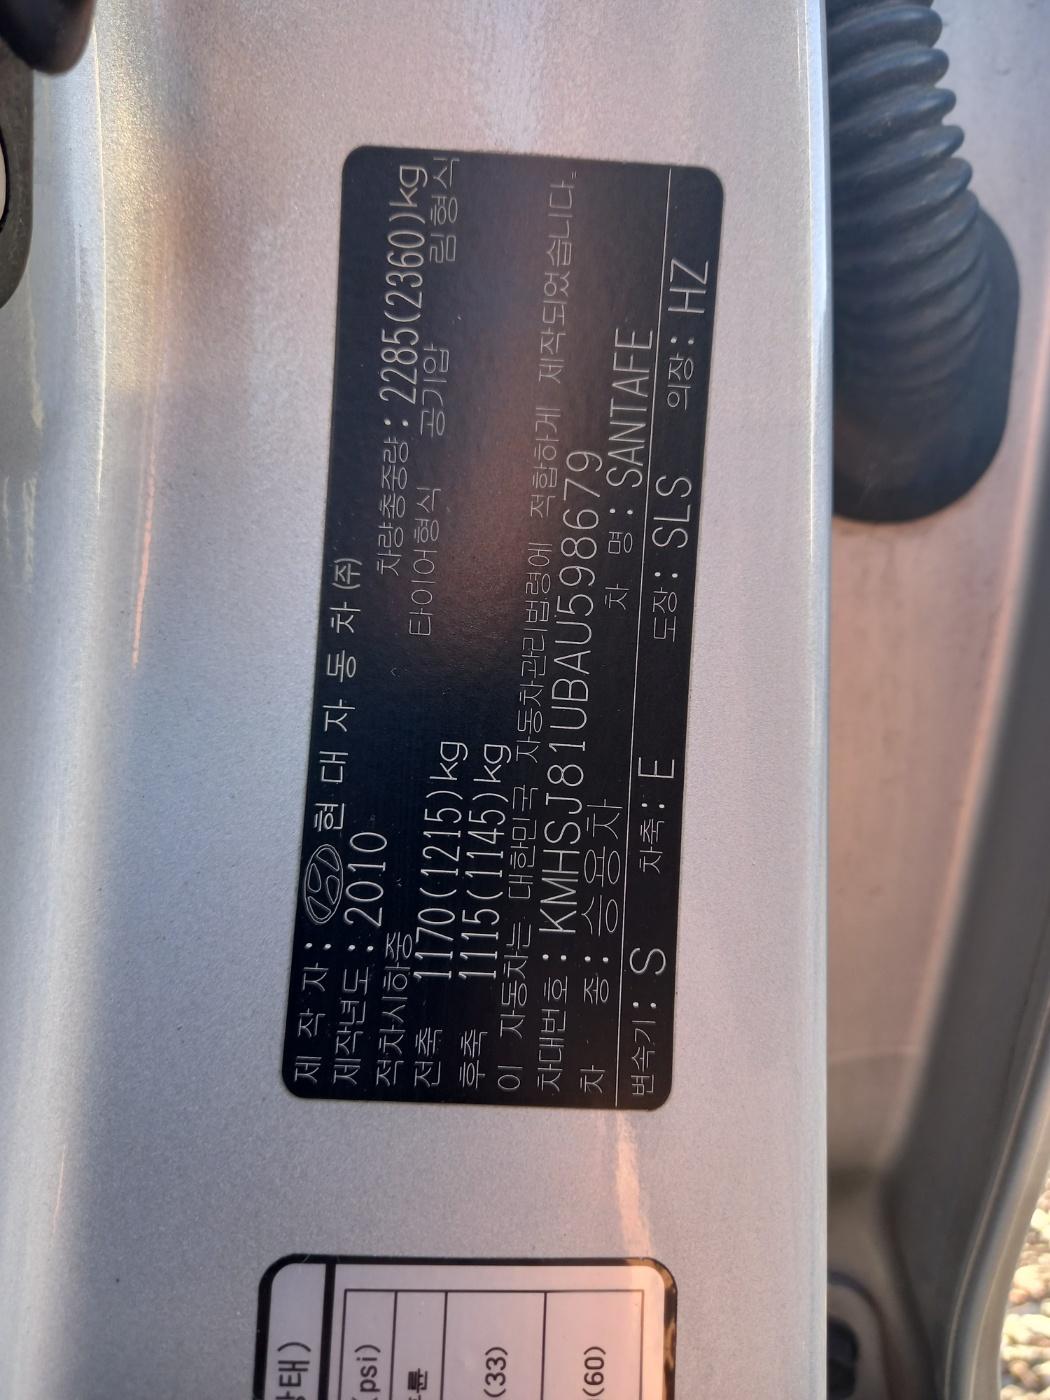 제 작 자 : 현 대 자 동 차 ㈜
제작년도 : 2010
적차시하중 차량총중량 : 2285(2360)kg
전축 1170(1215)kg 타이어형식 공기압 림형식
후축 1115(1145)kg
이 자동차는 대한민국 자동차관리법령에 적합하게 제작되었습니다.
차대번호 : KMHSJ81UBAU598679
차 종 : 승용차 차 명 : SANTAFE
변속기 : S 차축 : E 도장 : SLS 의장 : HZ
(psi)
(33)
(60)